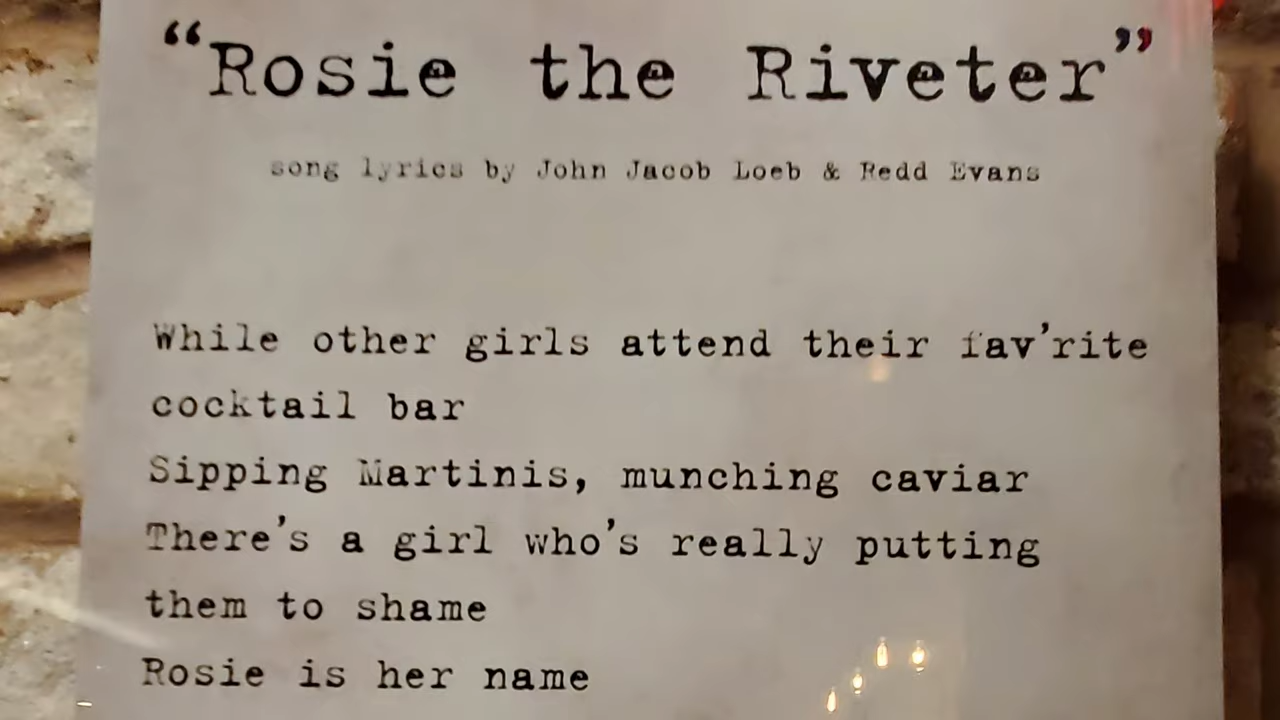 “Rosie the Riveter”
song lyrics by John Jacob Loeb & Redd Evans
While other girls attend their fav’rite
cocktail bar
Sipping Martinis, munching caviar
There’s a girl who’s really putting
them to shame
Rosie is her name